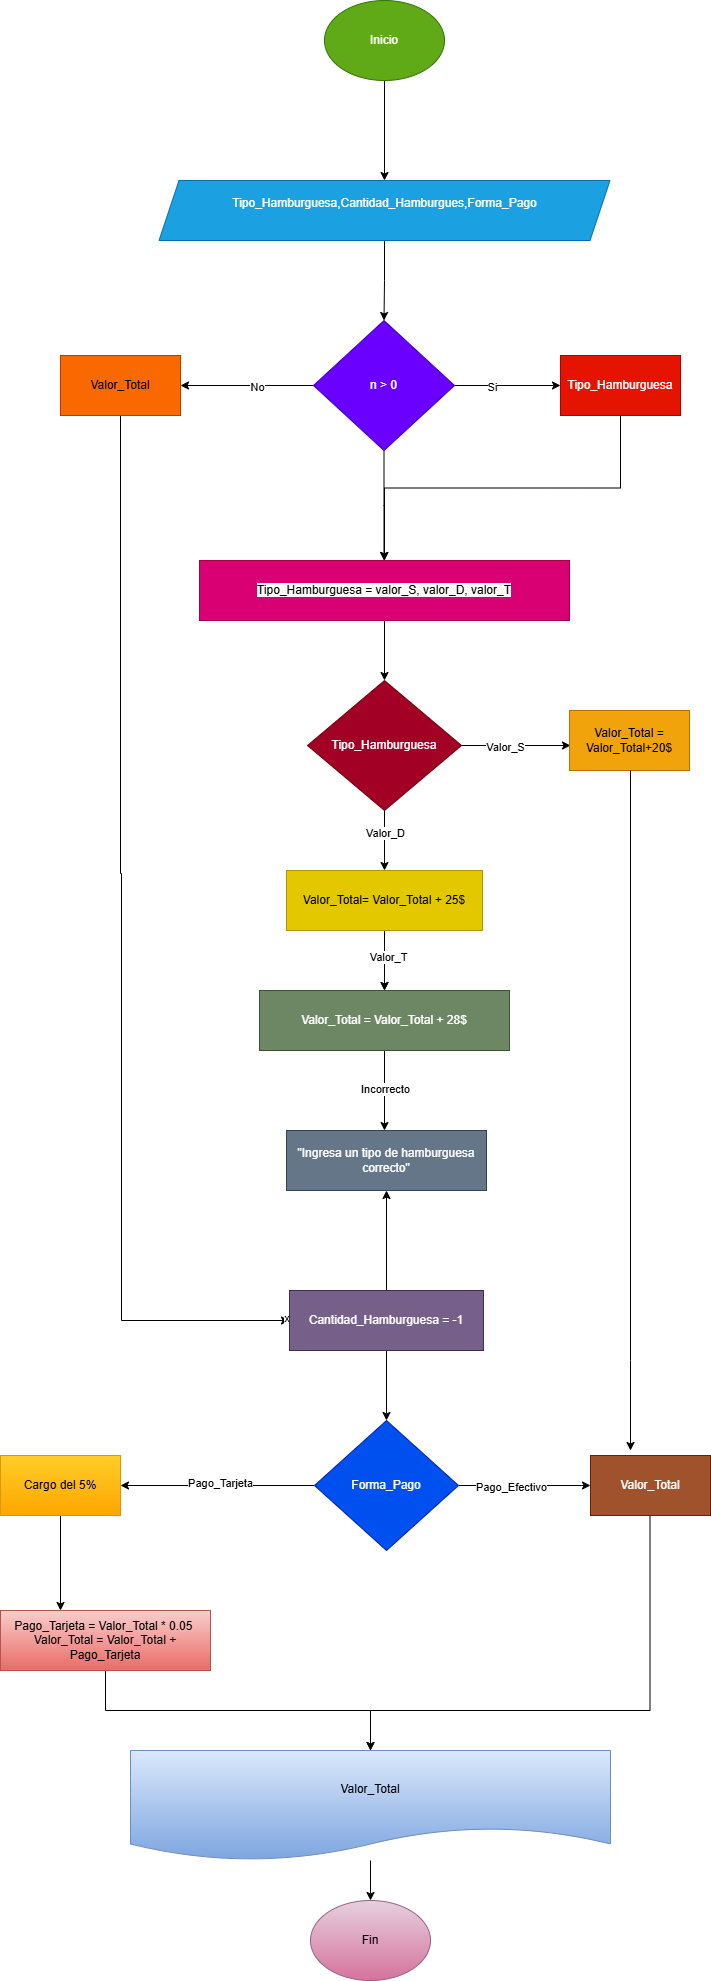 Inicio
Tipo_Hamburguesa,Cantidad_Hamburgues,Forma_Pago
Valor_Total
No
n > 0
Si
Tipo_Hamburguesa
Tipo_Hamburguesa = valor_S, valor_D, valor_T
Tipo_Hamburguesa
Valor_S
Valor_Total =
Valor_Total+20$
Valor_D
Valor_Total= Valor_Total + 25$
Valor_T
Valor_Total = Valor_Total + 28$
Incorrecto
"Ingresa un tipo de hamburguesa
correcto"
x
Cantidad_Hamburguesa = -1
Cargo del 5%
Pago_Tarjeta
Forma_Pago
Pago_Efectivo
Valor_Total
Pago_Tarjeta = Valor_Total * 0.05
Valor_Total = Valor_Total +
Pago_Tarjeta
Valor_Total
Fin